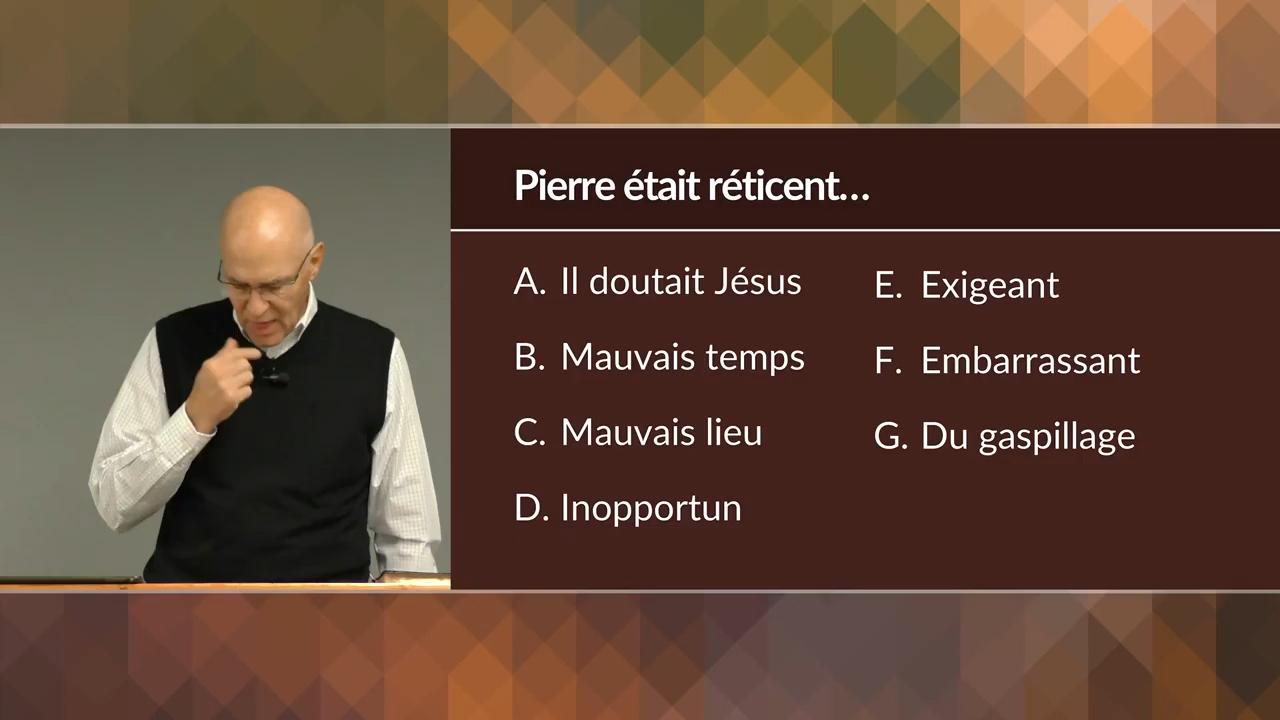 Pierre était réticent...
A. Il doutait Jésus
B. Mauvais temps
C. Mauvais lieu
D. Inopportun
E. Exigeant
F. Embarrassant
G. Du gaspillage